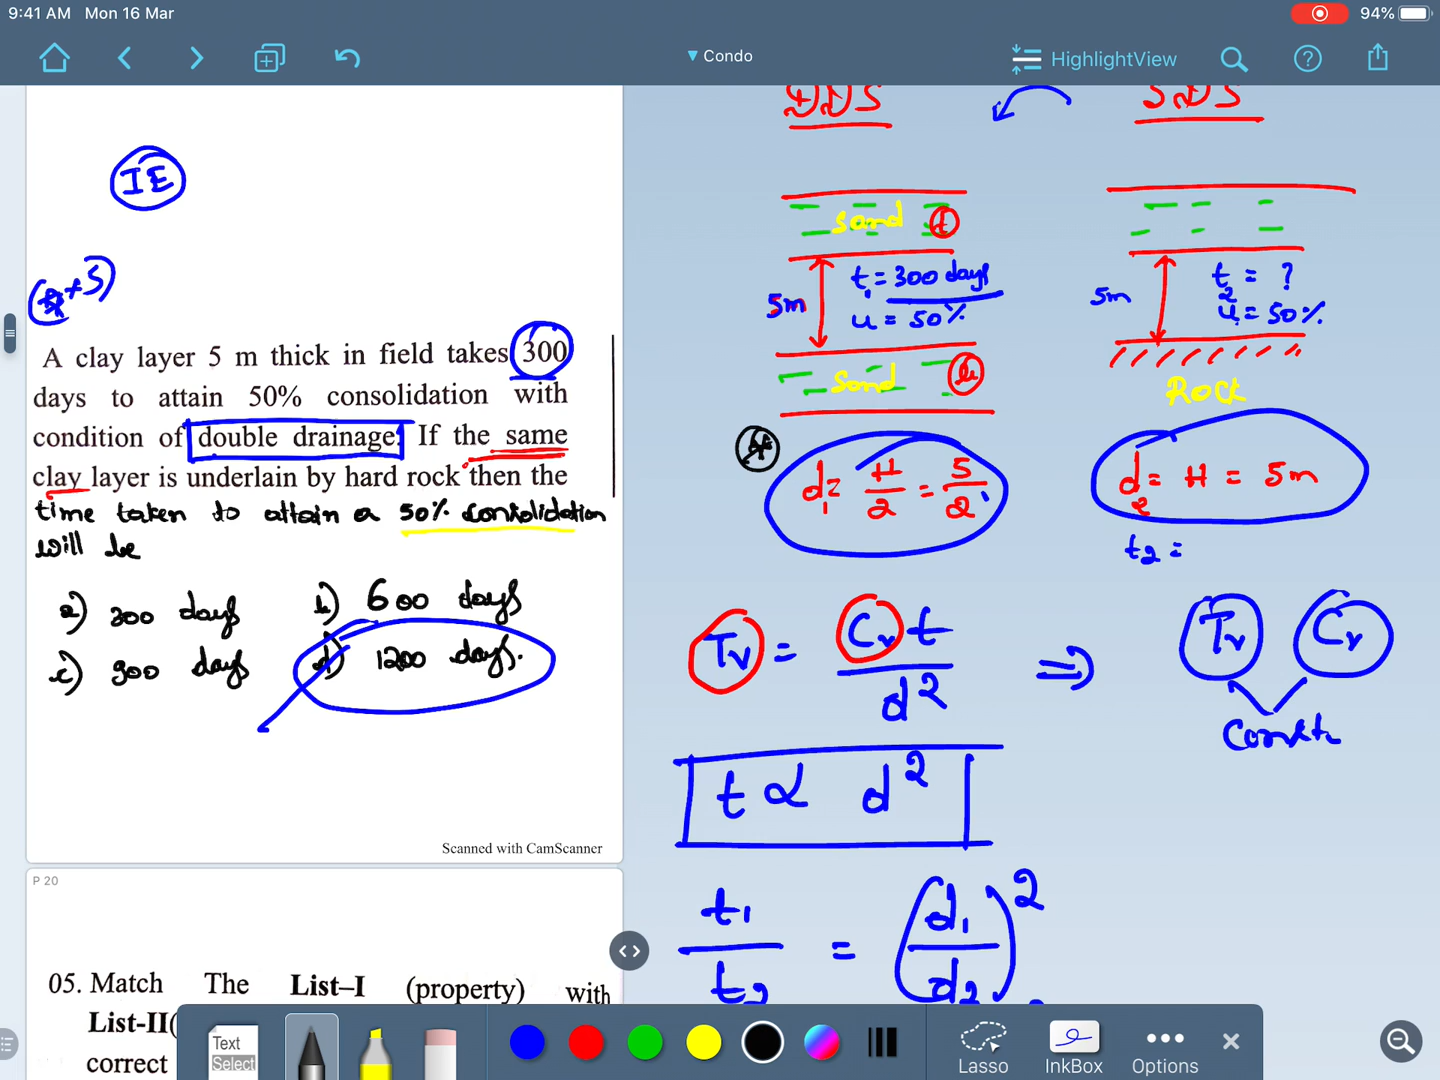 9:41 AM Mon 16 Mar
94%
Condo
HighlightView
IE
A clay layer 5 m thick in field takes 300
days to attain 50% consolidation with
condition of double drainage. If the same
clay layer is underlain by hard rock then the
time taken to attain a 50% consolidation
will be
a) 300 days b) 600 days
c) 900 days d) 1200 days.
Scanned with CamScanner
P 20
05. Match The List–I (property) with
List–II(
correct
DDS
SDS
Sand t
5m
t1 = 300 days
u = 50%
Sand b
5m
t2 = ?
u = 50%
Rock
d1 = H/2 = 5/2
d2 = H = 5m
t2 =
Tv = Cv t / d2
⇒ Tv Cv
Const
t ∝ d2
t1/t2 = (d1/d2)2
Text
Select
Lasso
InkBox
Options